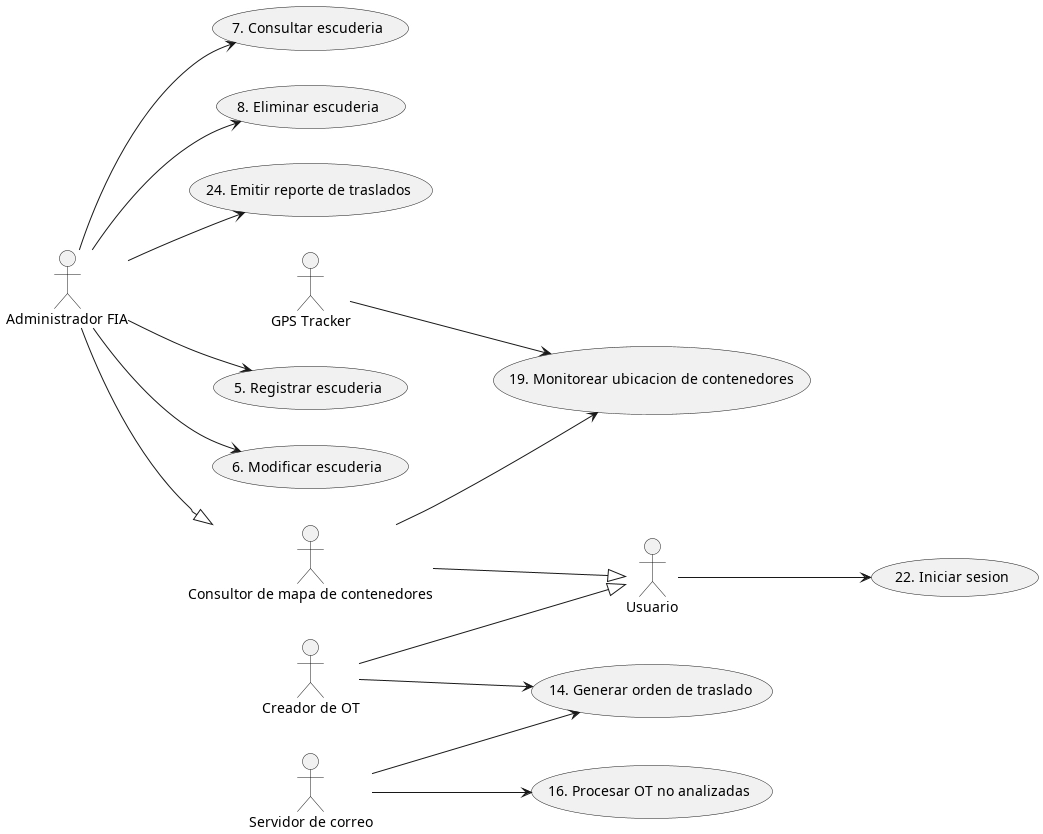 7. Consultar escuderia
8. Eliminar escuderia
24. Emitir reporte de traslados
Administrador FIA
GPS Tracker
19. Monitorear ubicacion de contenedores
5. Registrar escuderia
6. Modificar escuderia
Consultor de mapa de contenedores
Usuario
22. Iniciar sesion
Creador de OT
14. Generar orden de traslado
16. Procesar OT no analizadas
Servidor de correo